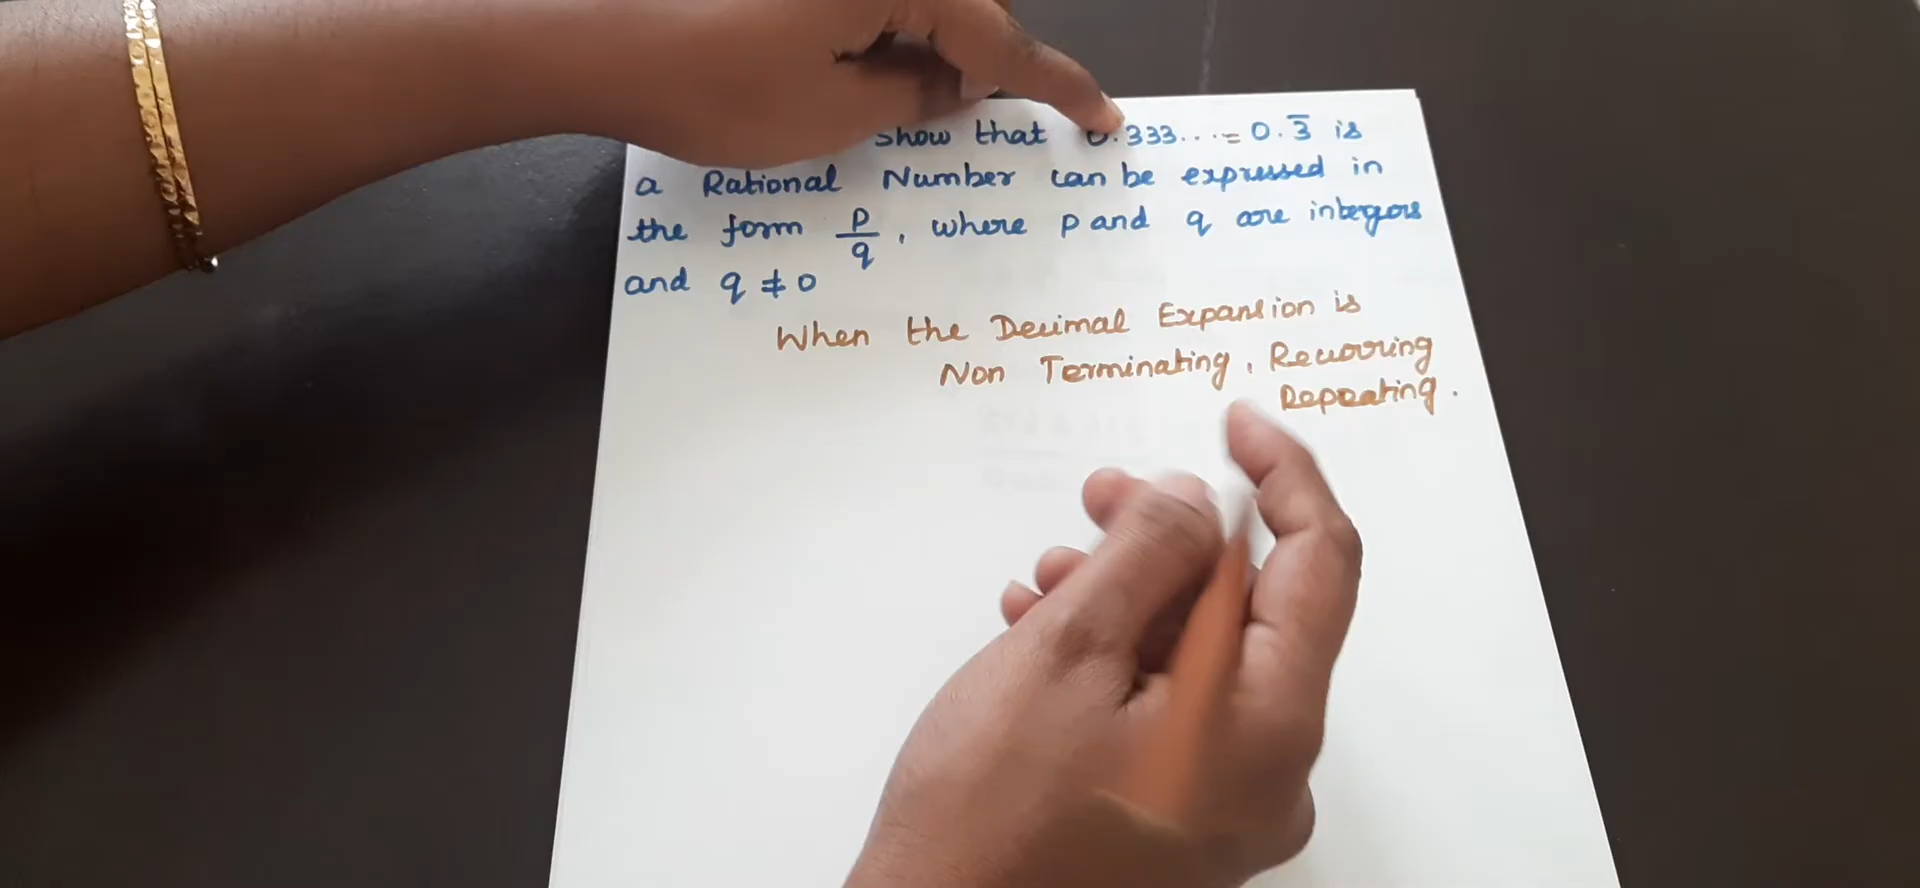 Show that 0.333... = 0.3̅ is
a Rational Number can be expressed in
the form p/q, where p and q are integers
and q ≠ 0
When the Decimal Expansion is
Non Terminating, Recurring
Repeating.